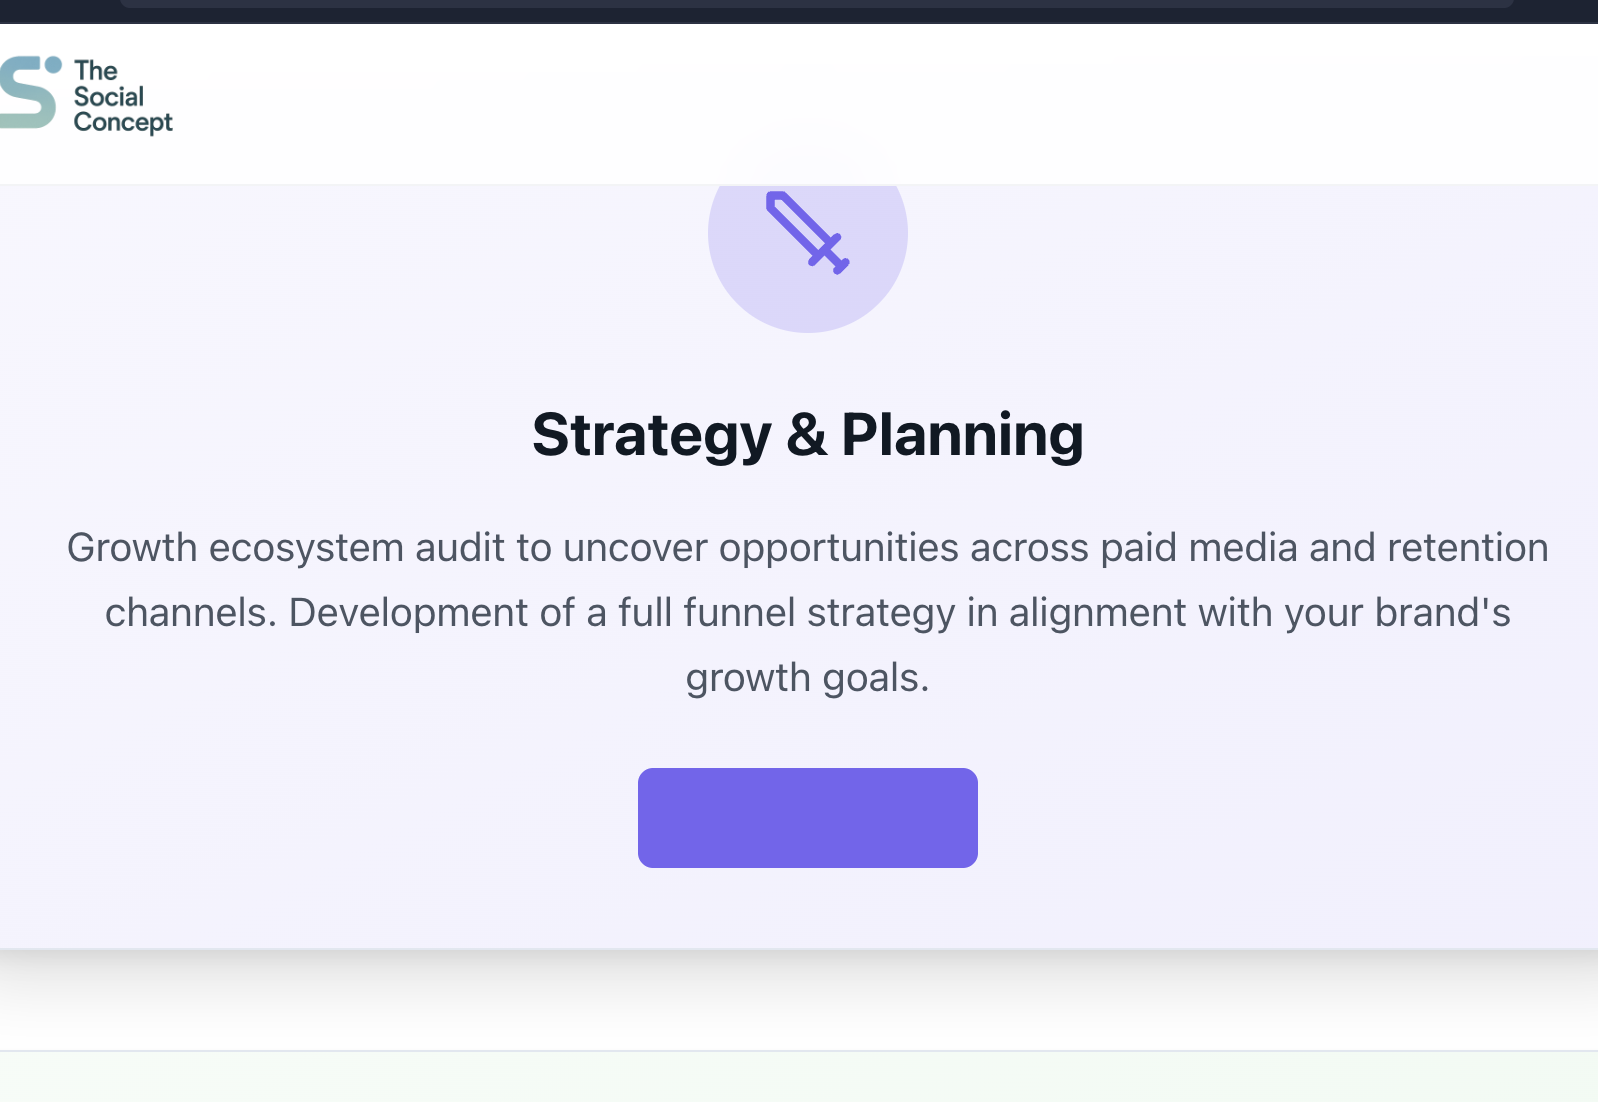 The
Social
Concept
Strategy & Planning
Growth ecosystem audit to uncover opportunities across paid media and retention
channels. Development of a full funnel strategy in alignment with your brand's
growth goals.